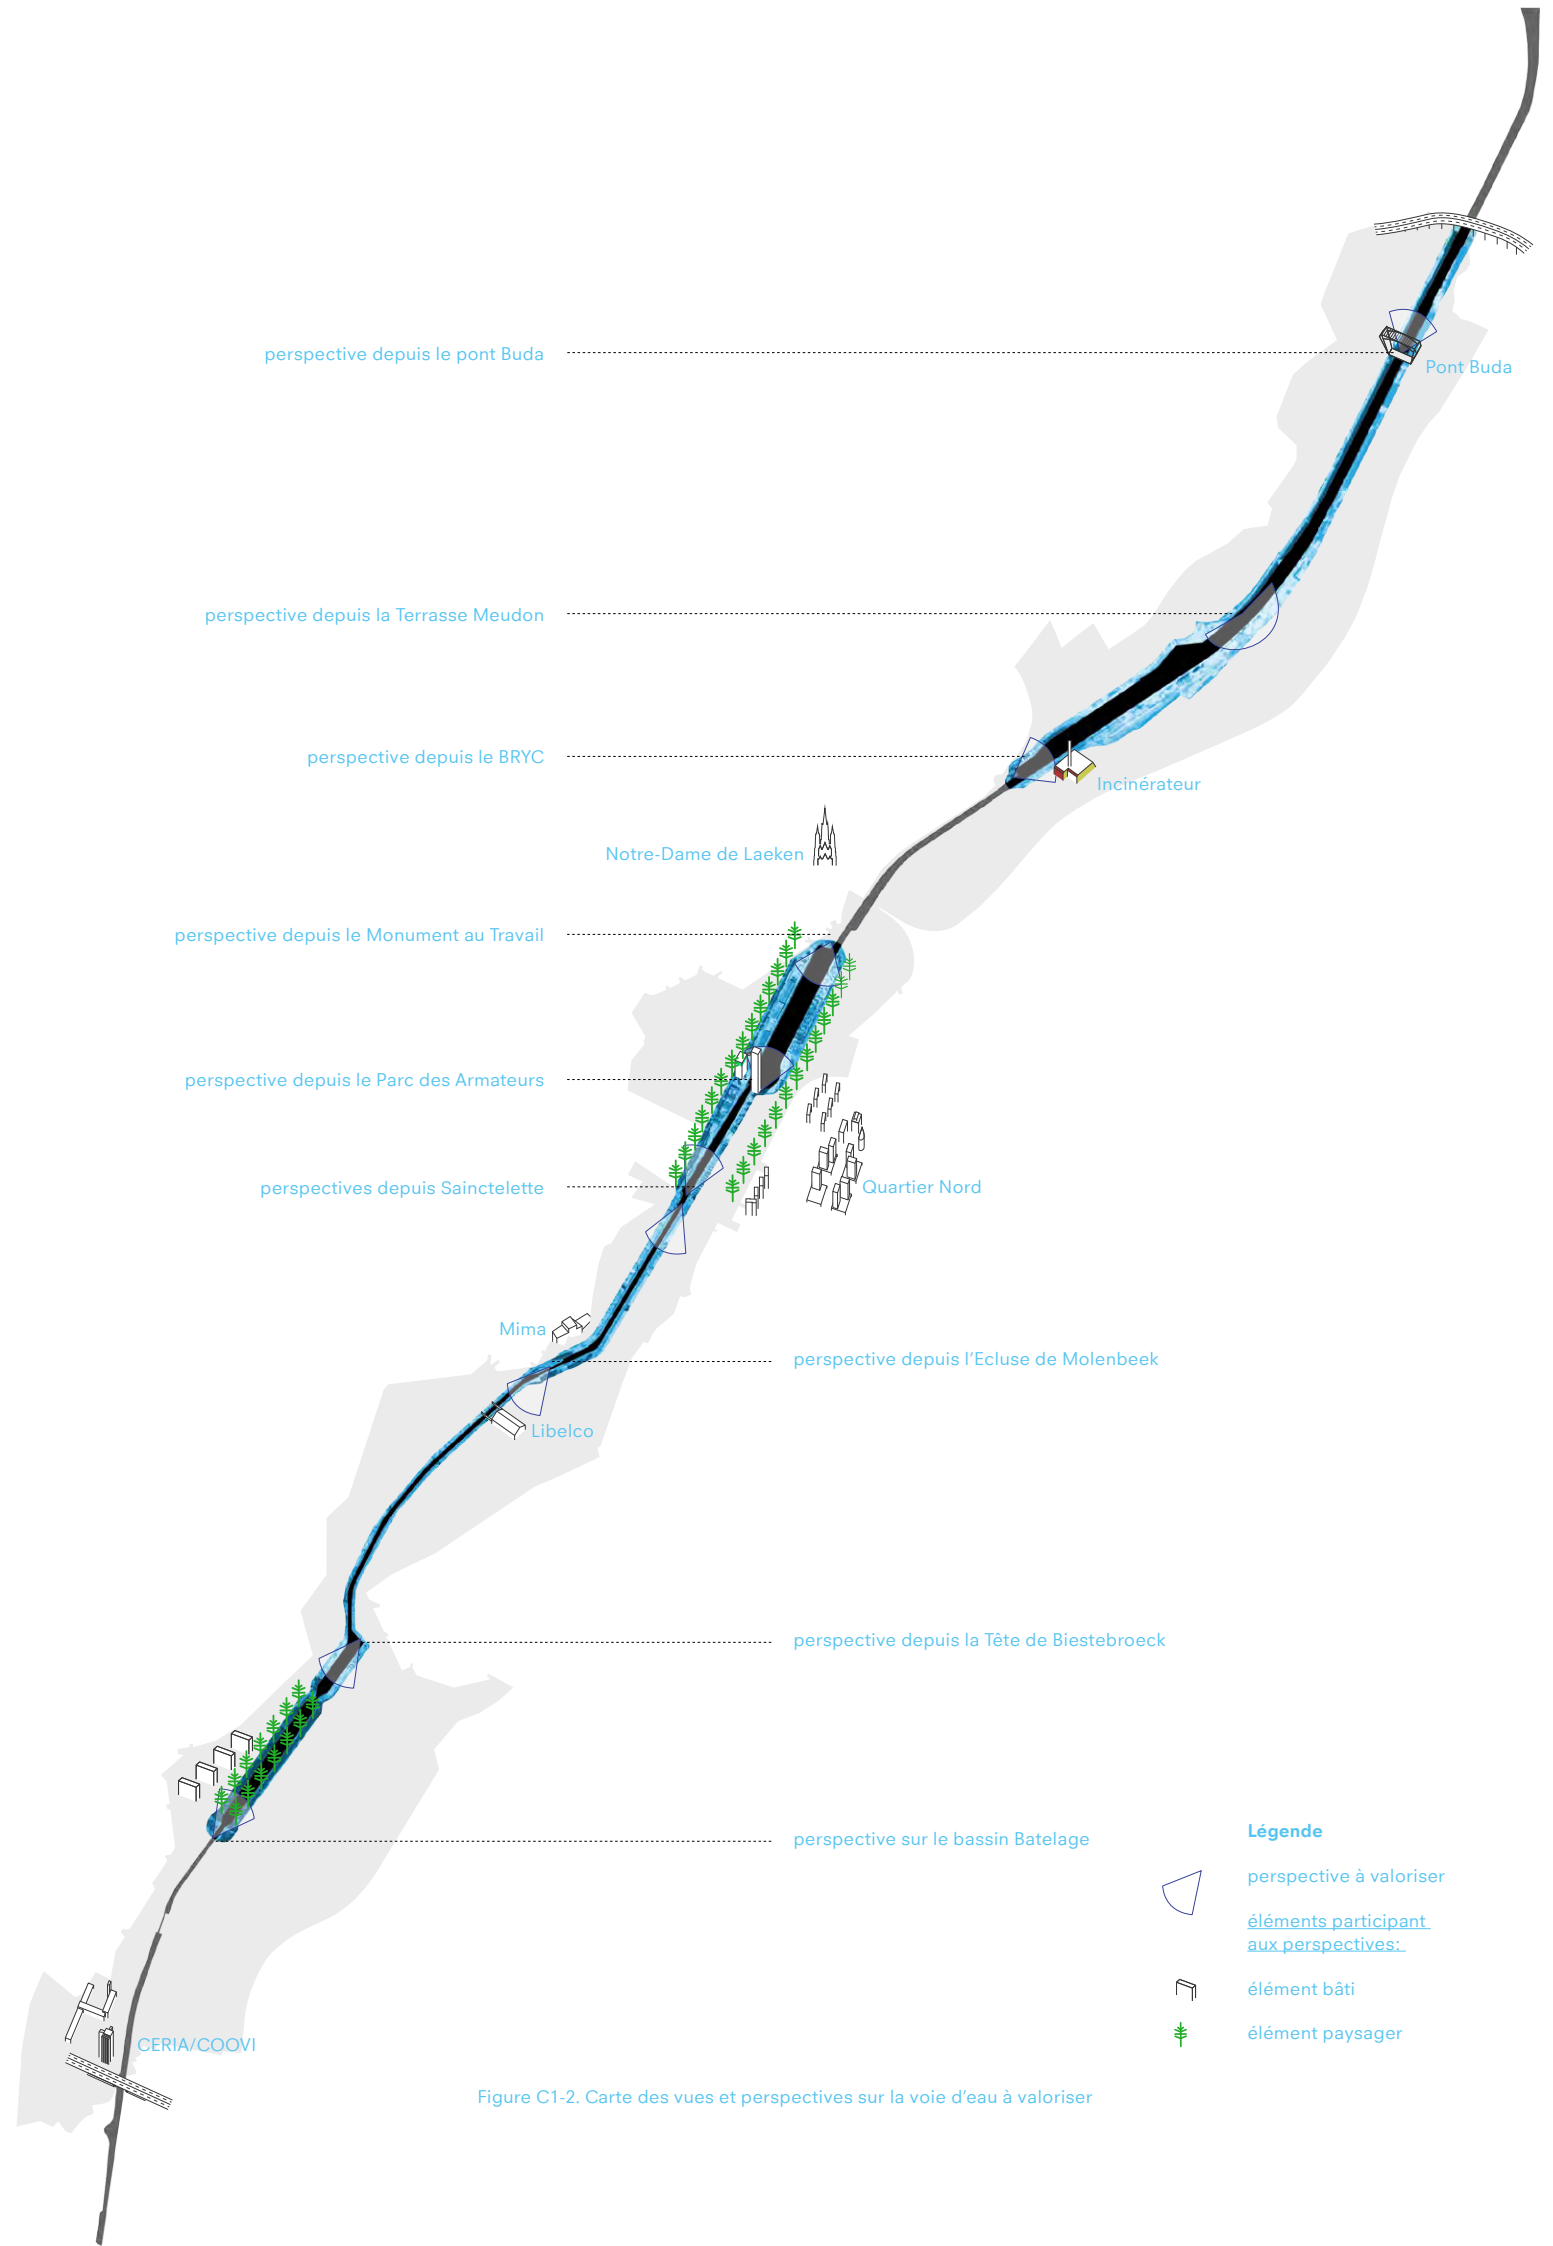 perspective depuis le pont Buda
Pont Buda
perspective depuis la Terrasse Meudon
perspective depuis le BRYC
Incinérateur
Notre-Dame de Laeken
perspective depuis le Monument au Travail
perspective depuis le Parc des Armateurs
perspectives depuis Sainctelette
Quartier Nord
Mima
perspective depuis l'Ecluse de Molenbeek
Libelco
perspective depuis la Tête de Biestebroeck
perspective sur le bassin Batelage
Légende
perspective à valoriser
éléments participant
aux perspectives:
élément bâti
élément paysager
CERIA/COOVI
Figure C1-2. Carte des vues et perspectives sur la voie d'eau à valoriser